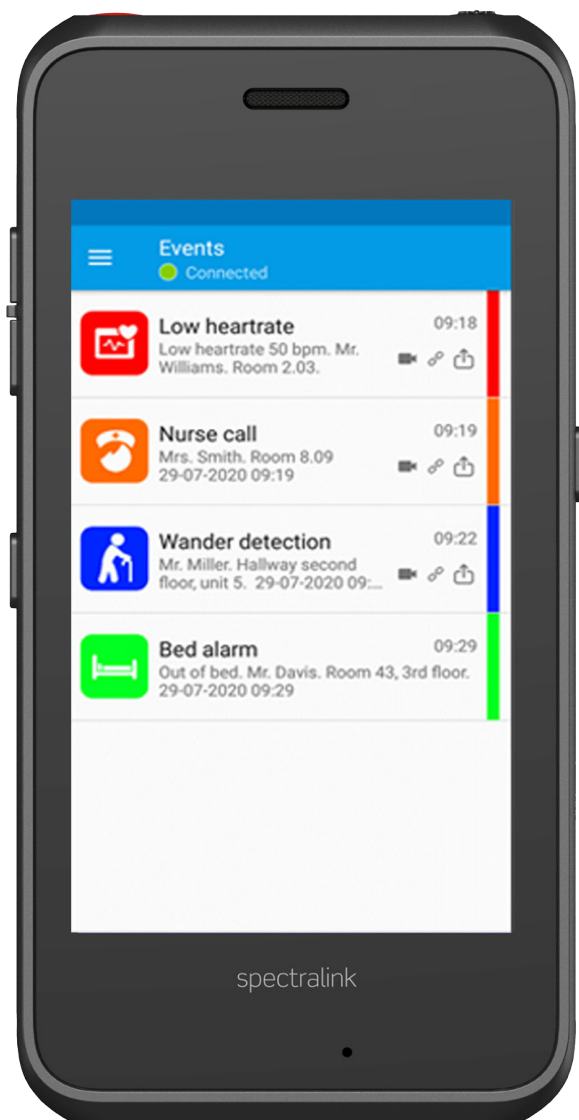 Events
Connected
Low heartrate
09:18
Low heartrate 50 bpm. Mr.
Williams. Room 2.03.
Nurse call
09:19
Mrs. Smith. Room 8.09
29-07-2020 09:19
Wander detection
09:22
Mr. Miller. Hallway second
floor, unit 5.  29-07-2020 09:...
Bed alarm
09:29
Out of bed. Mr. Davis. Room 43, 3rd floor.
29-07-2020 09:29
spectralink